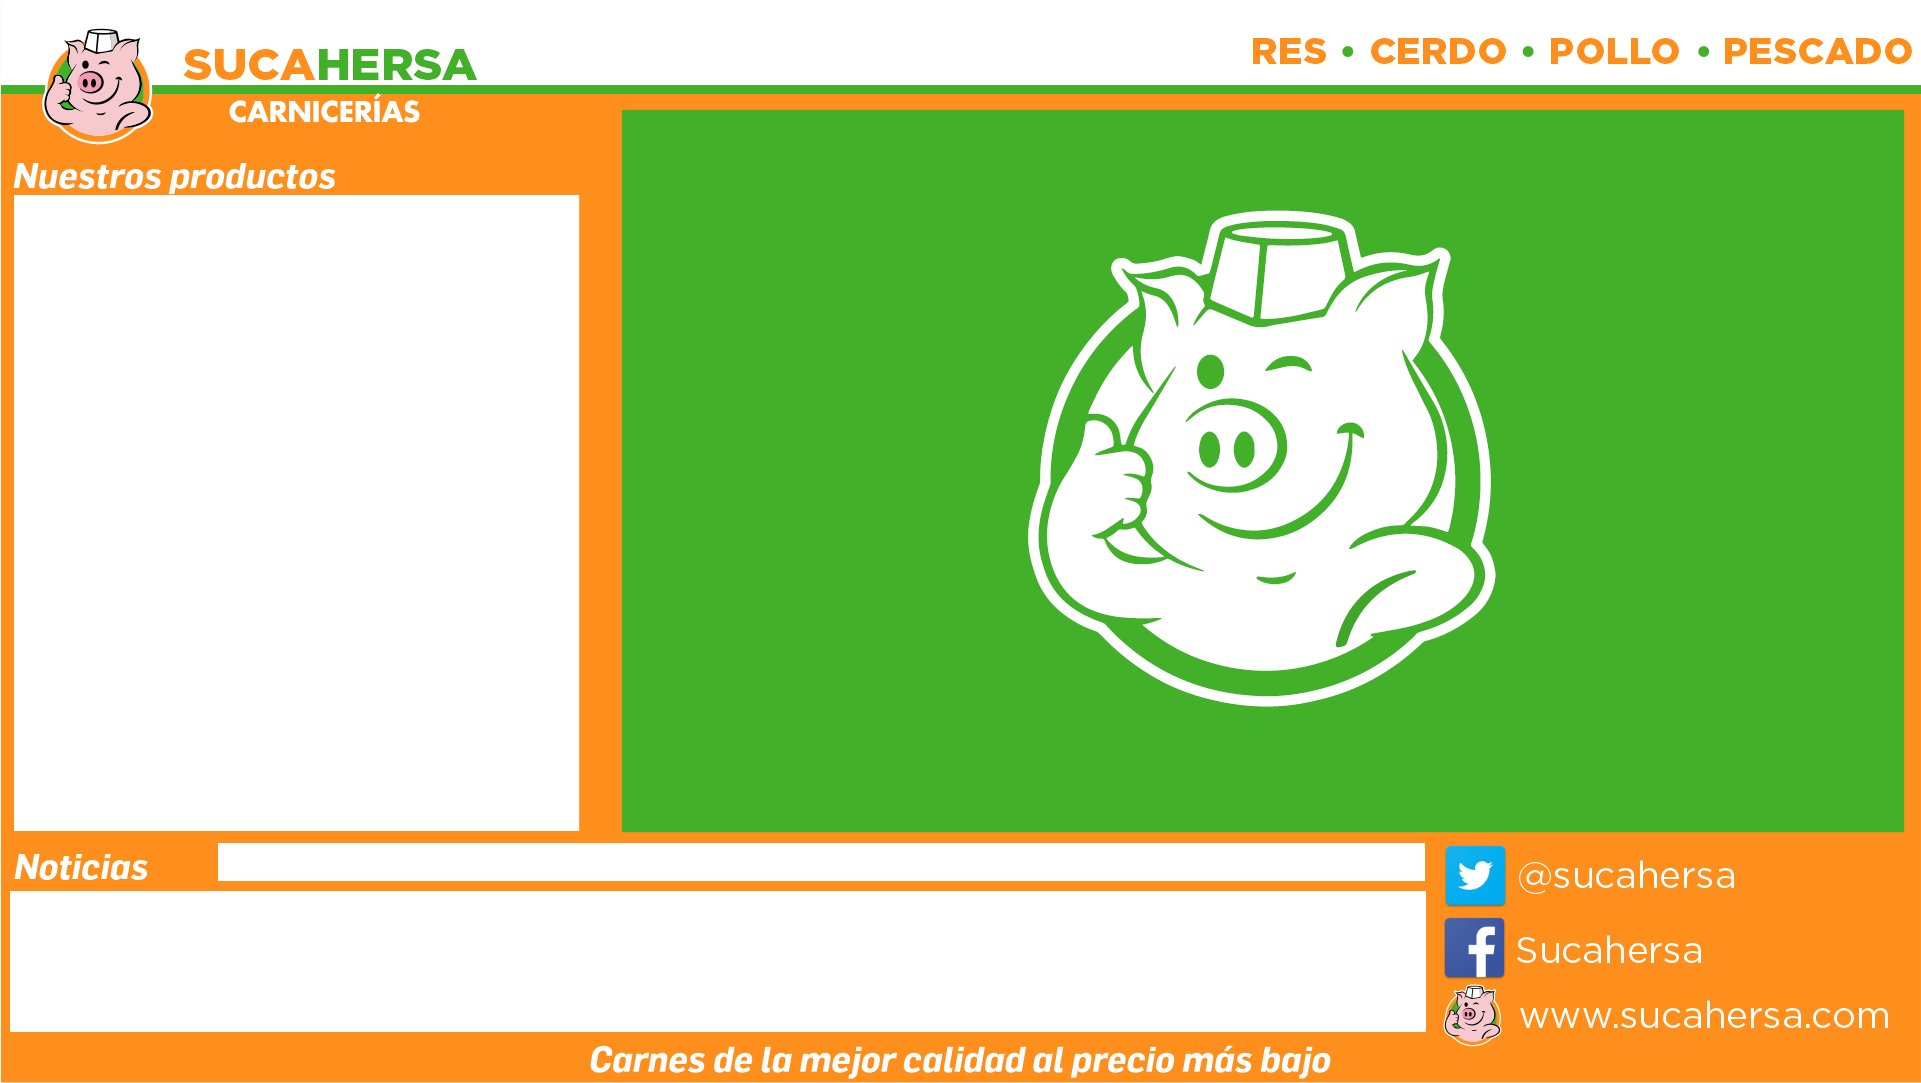 SUCAHERSA
CARNICERÍAS
RES • CERDO • POLLO • PESCADO
Nuestros productos
Noticias
@sucahersa
Sucahersa
www.sucahersa.com
Carnes de la mejor calidad al precio más bajo